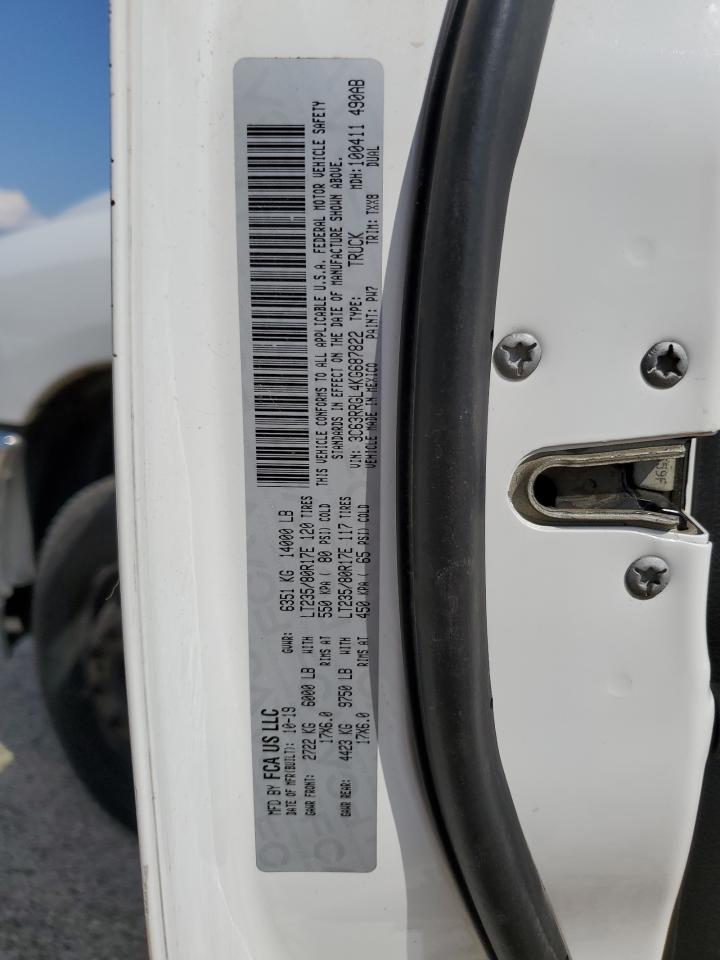 MFD BY FCA US LLC
DATE OF MFR(BUILT): 10-19 GVWR: 6351 KG 14000 LB
GAWR FRONT: 2722 KG 6000 LB WITH LT235/80R17E 120 TIRES
17X6.0 RIMS AT 550 KPA ( 80 PSI) COLD
GAWR REAR: 4423 KG 9750 LB WITH LT235/80R17E 117 TIRES
17X6.0 RIMS AT 450 KPA ( 65 PSI) COLD
THIS VEHICLE CONFORMS TO ALL APPLICABLE U.S.A. FEDERAL MOTOR VEHICLE SAFETY
STANDARDS IN EFFECT ON THE DATE OF MANUFACTURE SHOWN ABOVE.
VIN: 3C63RRGL4KG687822 TYPE: TRUCK MDH: 100411 490AB
VEHICLE MADE IN MEXICO PAINT: PW7 TRIM: TXX8 DUAL